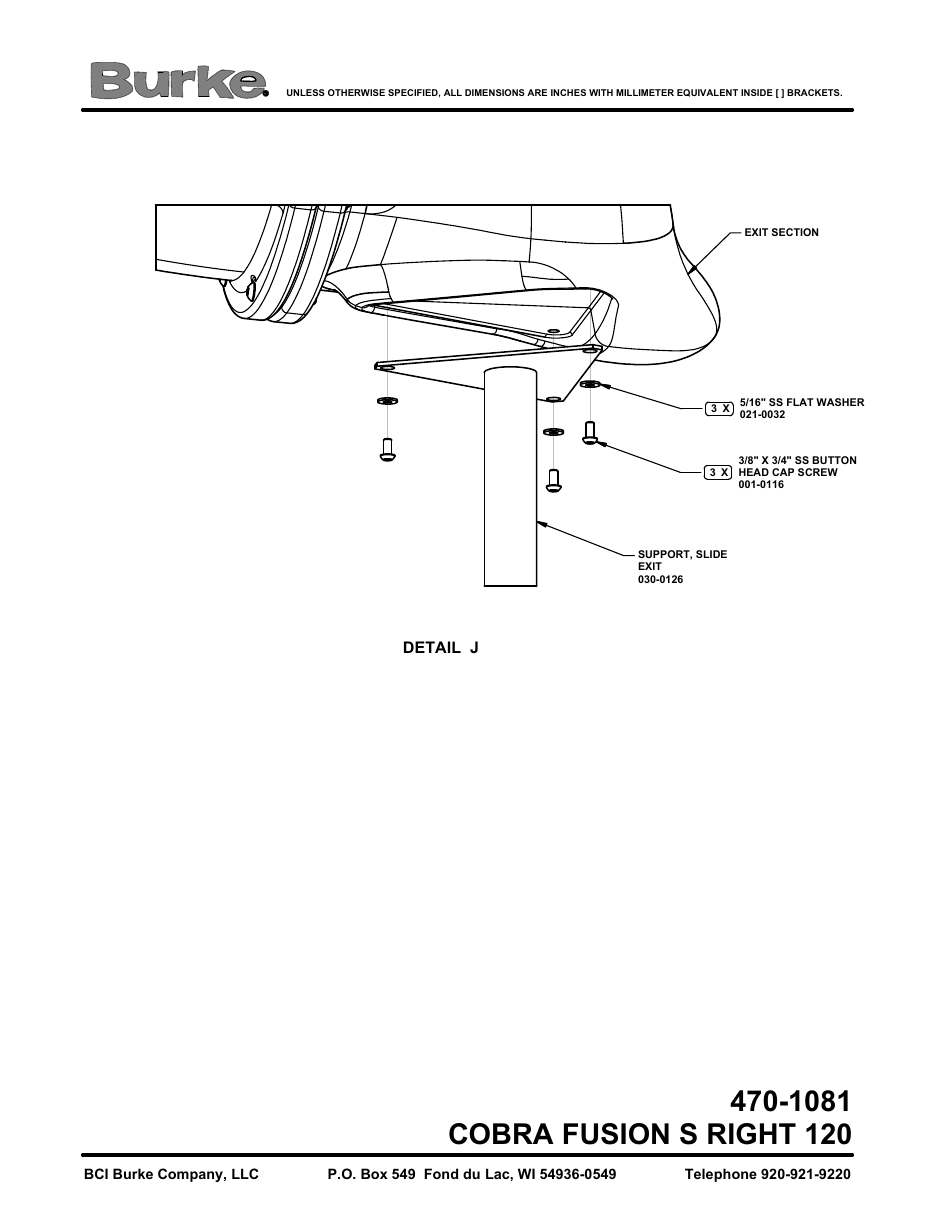 Burke
UNLESS OTHERWISE SPECIFIED, ALL DIMENSIONS ARE INCHES WITH MILLIMETER EQUIVALENT INSIDE [ ] BRACKETS.
EXIT SECTION
3 X
5/16" SS FLAT WASHER
021-0032
3 X
3/8" X 3/4" SS BUTTON
HEAD CAP SCREW
001-0116
SUPPORT, SLIDE
EXIT
030-0126
DETAIL J
470-1081
COBRA FUSION S RIGHT 120
BCI Burke Company, LLC P.O. Box 549 Fond du Lac, WI 54936-0549 Telephone 920-921-9220